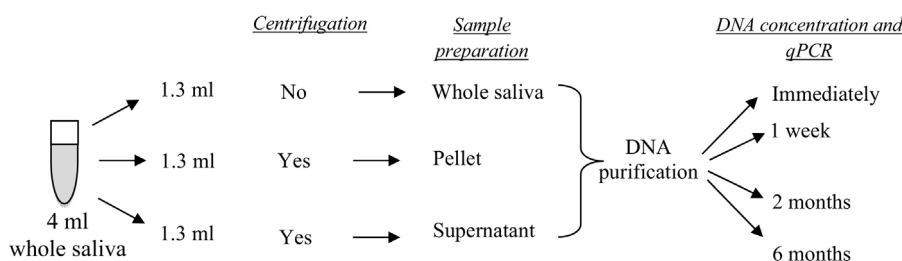 Centrifugation
Sample
preparation
DNA concentration and
qPCR
1.3 ml
No
Whole saliva
Immediately
1 week
1.3 ml
Yes
Pellet
DNA
purification
2 months
4 ml
whole saliva
1.3 ml
Yes
Supernatant
6 months